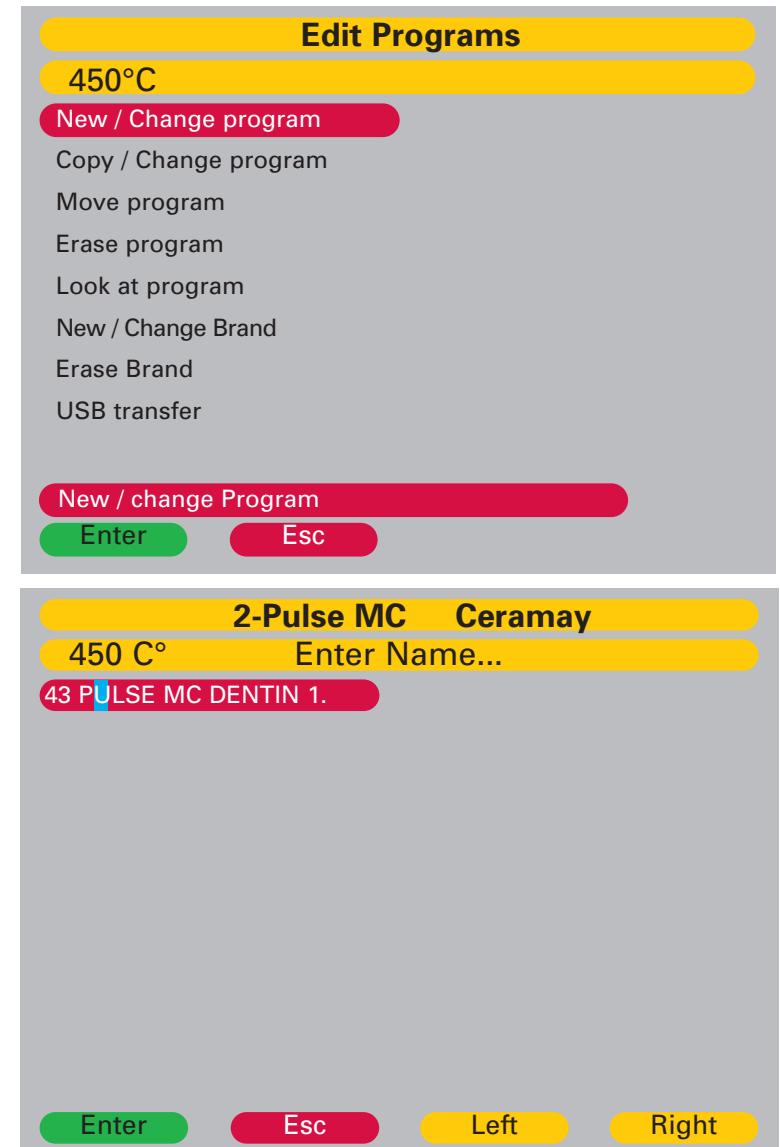 Edit Programs
450°C
New / Change program
Copy / Change program
Move program
Erase program
Look at program
New / Change Brand
Erase Brand
USB transfer
New / change Program
Enter Esc
2-Pulse MC Ceramay
450 C° Enter Name...
43 PULSE MC DENTIN 1.
Enter Esc Left Right